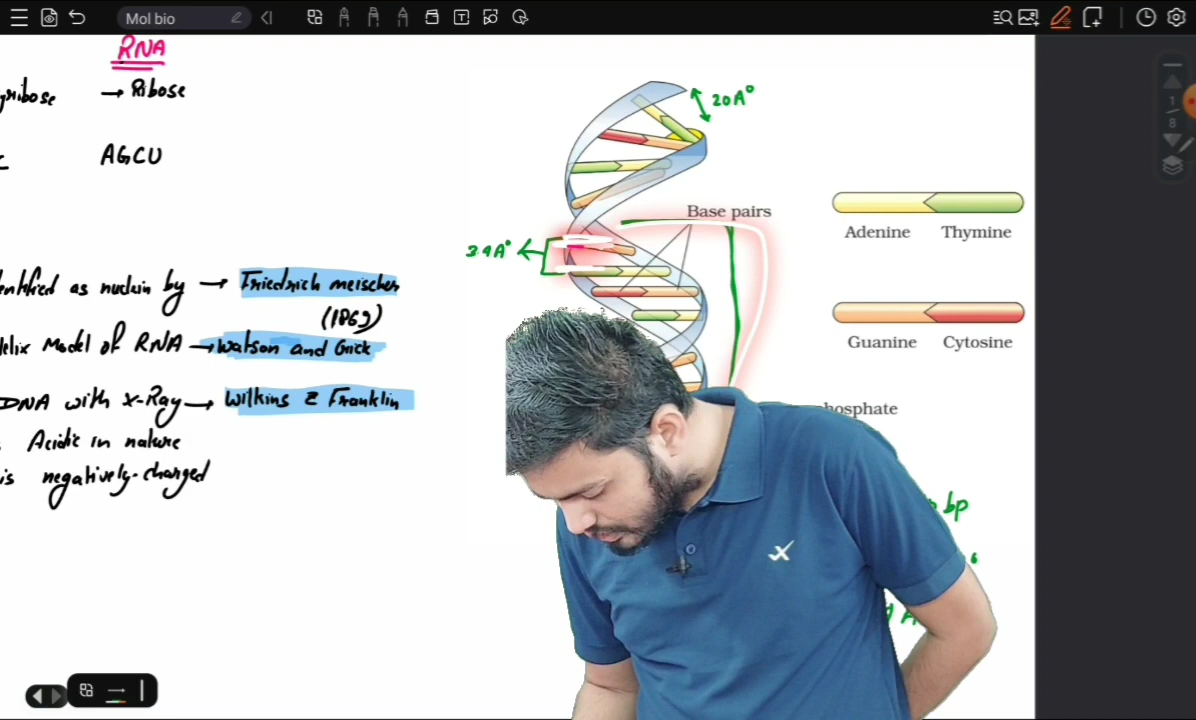 Mol bio
RNA
→ Ribose
AGCU
as nuclein by → Friedrich meischer
(1869)
Model of RNA → Watson and Crick
DNA with x-Ray → Wilkins & Franklin
Acidic in nature
is negatively-charged
20A°
Base pairs
3.4A°
Adenine Thymine
Guanine Cytosine
hosphate
bp
1
8